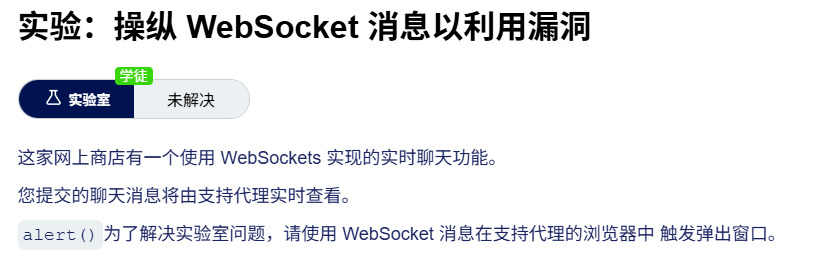 实验：操纵 WebSocket 消息以利用漏洞
学徒
实验室 未解决
这家网上商店有一个使用 WebSockets 实现的实时聊天功能。
您提交的聊天消息将由支持代理实时查看。
alert()为了解决实验室问题，请使用 WebSocket 消息在支持代理的浏览器中 触发弹出窗口。